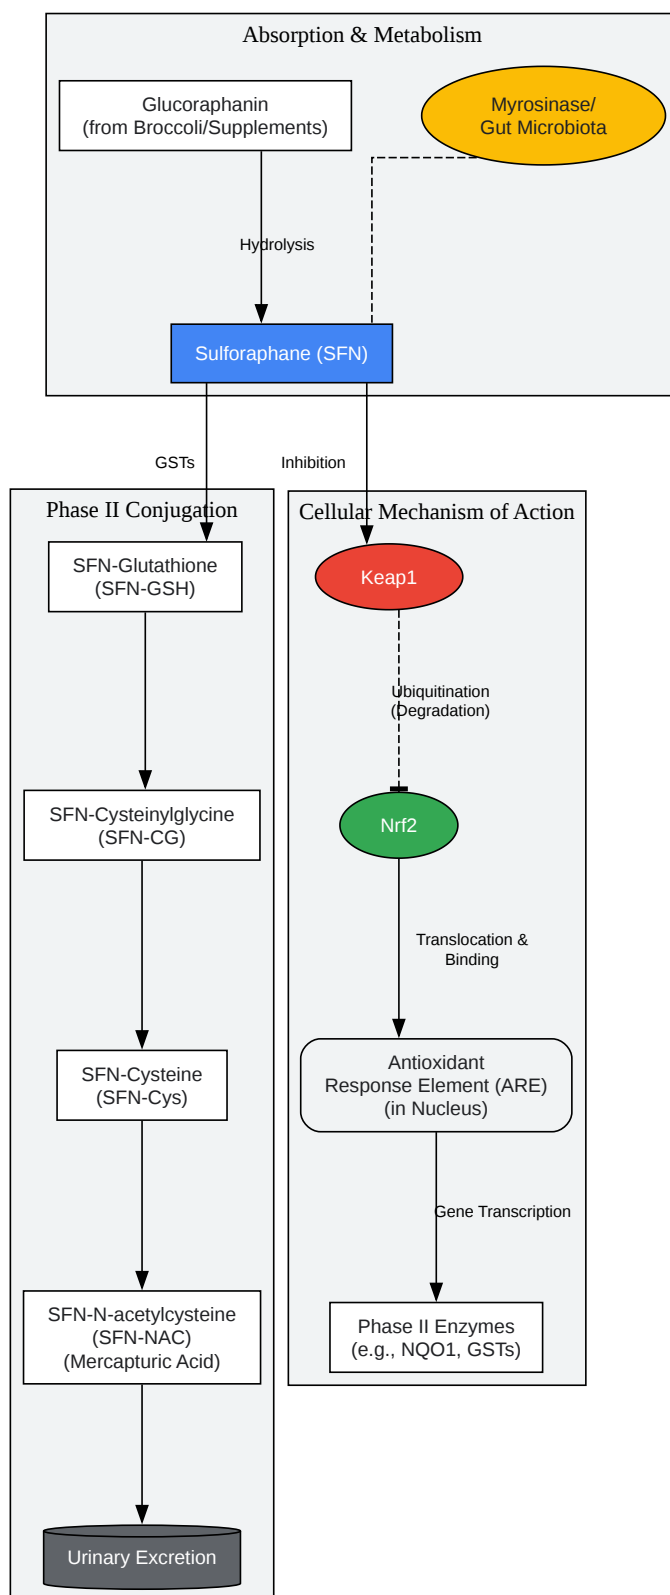 Absorption & Metabolism
Glucoraphanin
(from Broccoli/Supplements)
Myrosinase/
Gut Microbiota
Hydrolysis
Sulforaphane (SFN)
GSTs
Inhibition
Phase II Conjugation
SFN-Glutathione
(SFN-GSH)
SFN-Cysteinylglycine
(SFN-CG)
SFN-Cysteine
(SFN-Cys)
SFN-N-acetylcysteine
(SFN-NAC)
(Mercapturic Acid)
Urinary Excretion
Cellular Mechanism of Action
Keap1
Ubiquitination
(Degradation)
Nrf2
Translocation &
Binding
Antioxidant
Response Element (ARE)
(in Nucleus)
Gene Transcription
Phase II Enzymes
(e.g., NQO1, GSTs)